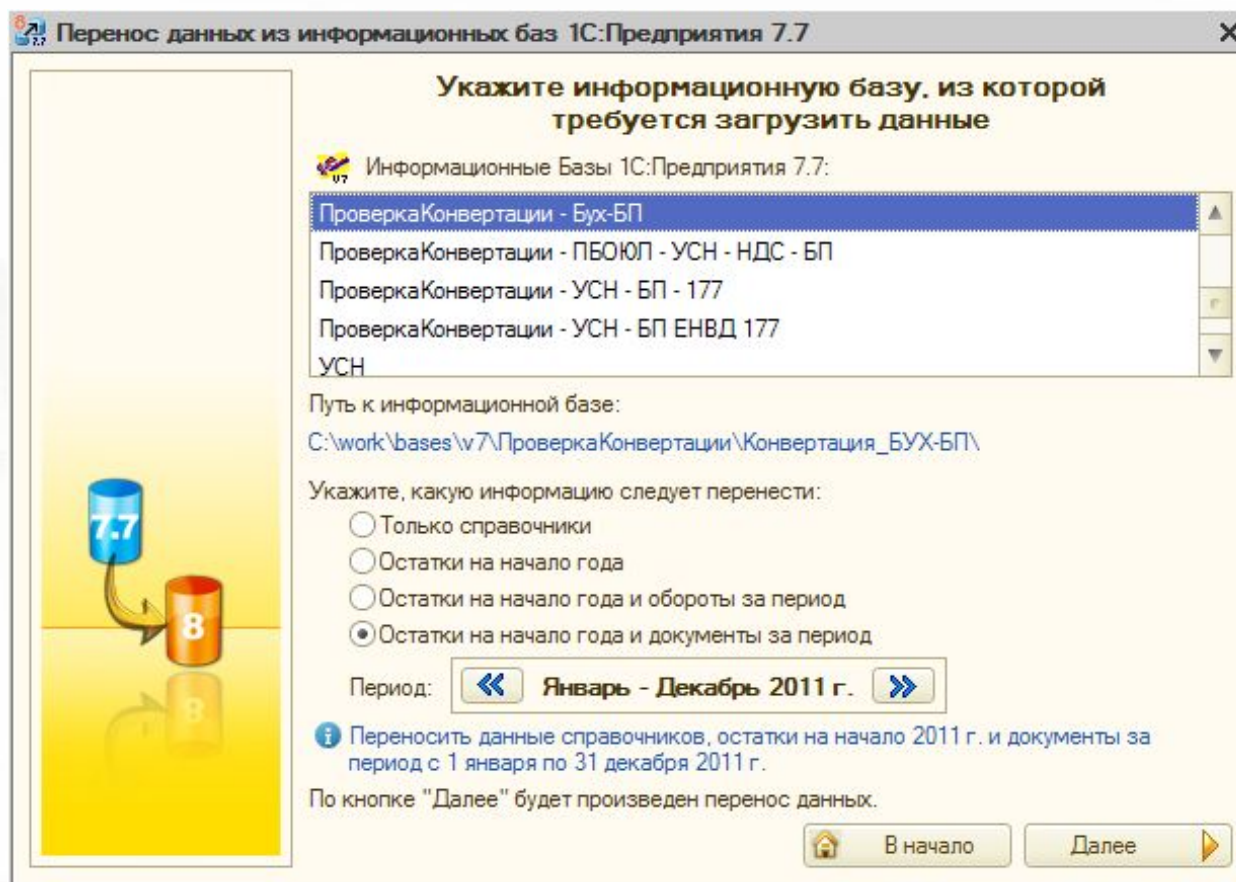 8
7.7
Перенос данных из информационных баз 1С:Предприятия 7.7
Укажите информационную базу, из которой
требуется загрузить данные
V7
Информационные Базы 1С:Предприятия 7.7:
ПроверкаКонвертации - Бух-БП
ПроверкаКонвертации - ПБОЮЛ - УСН - НДС - БП
ПроверкаКонвертации - УСН - БП - 177
ПроверкаКонвертации - УСН - БП ЕНВД 177
УСН
Путь к информационной базе:
C:\work\bases\v7\ПроверкаКонвертации\Конвертация_БУХ-БП\
Укажите, какую информацию следует перенести:
Только справочники
Остатки на начало года
Остатки на начало года и обороты за период
Остатки на начало года и документы за период
7.7
8
8
Период:
Январь - Декабрь 2011 г.
Переносить данные справочников, остатки на начало 2011 г. и документы за
период с 1 января по 31 декабря 2011 г.
По кнопке "Далее" будет произведен перенос данных.
В начало
Далее